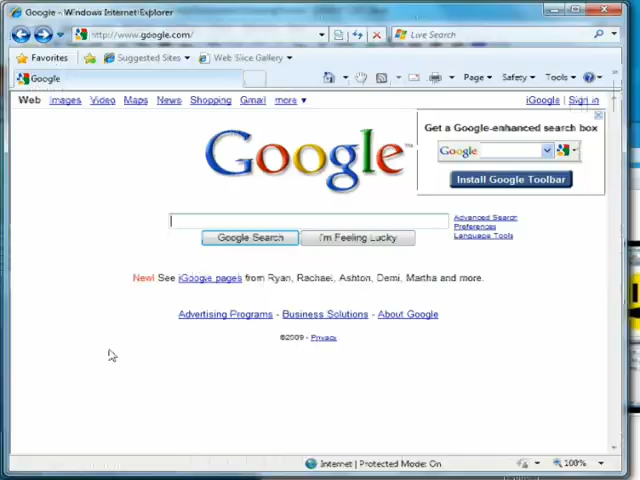 Google - Windows Internet Explorer
http://www.google.com/
Live Search
Favorites
Suggested Sites
Web Slice Gallery
Google
Page
Safety
Tools
Web Images Video Maps News Shopping Gmail more
iGoogle | Sign in
Get a Google-enhanced search box
Google
Install Google Toolbar
Google™
Advanced Search
Preferences
Language Tools
Google Search
I'm Feeling Lucky
New! See iGoogle pages from Ryan, Rachael, Ashton, Demi, Martha and more.
Advertising Programs - Business Solutions - About Google
©2009 - Privacy
Internet | Protected Mode: On
100%